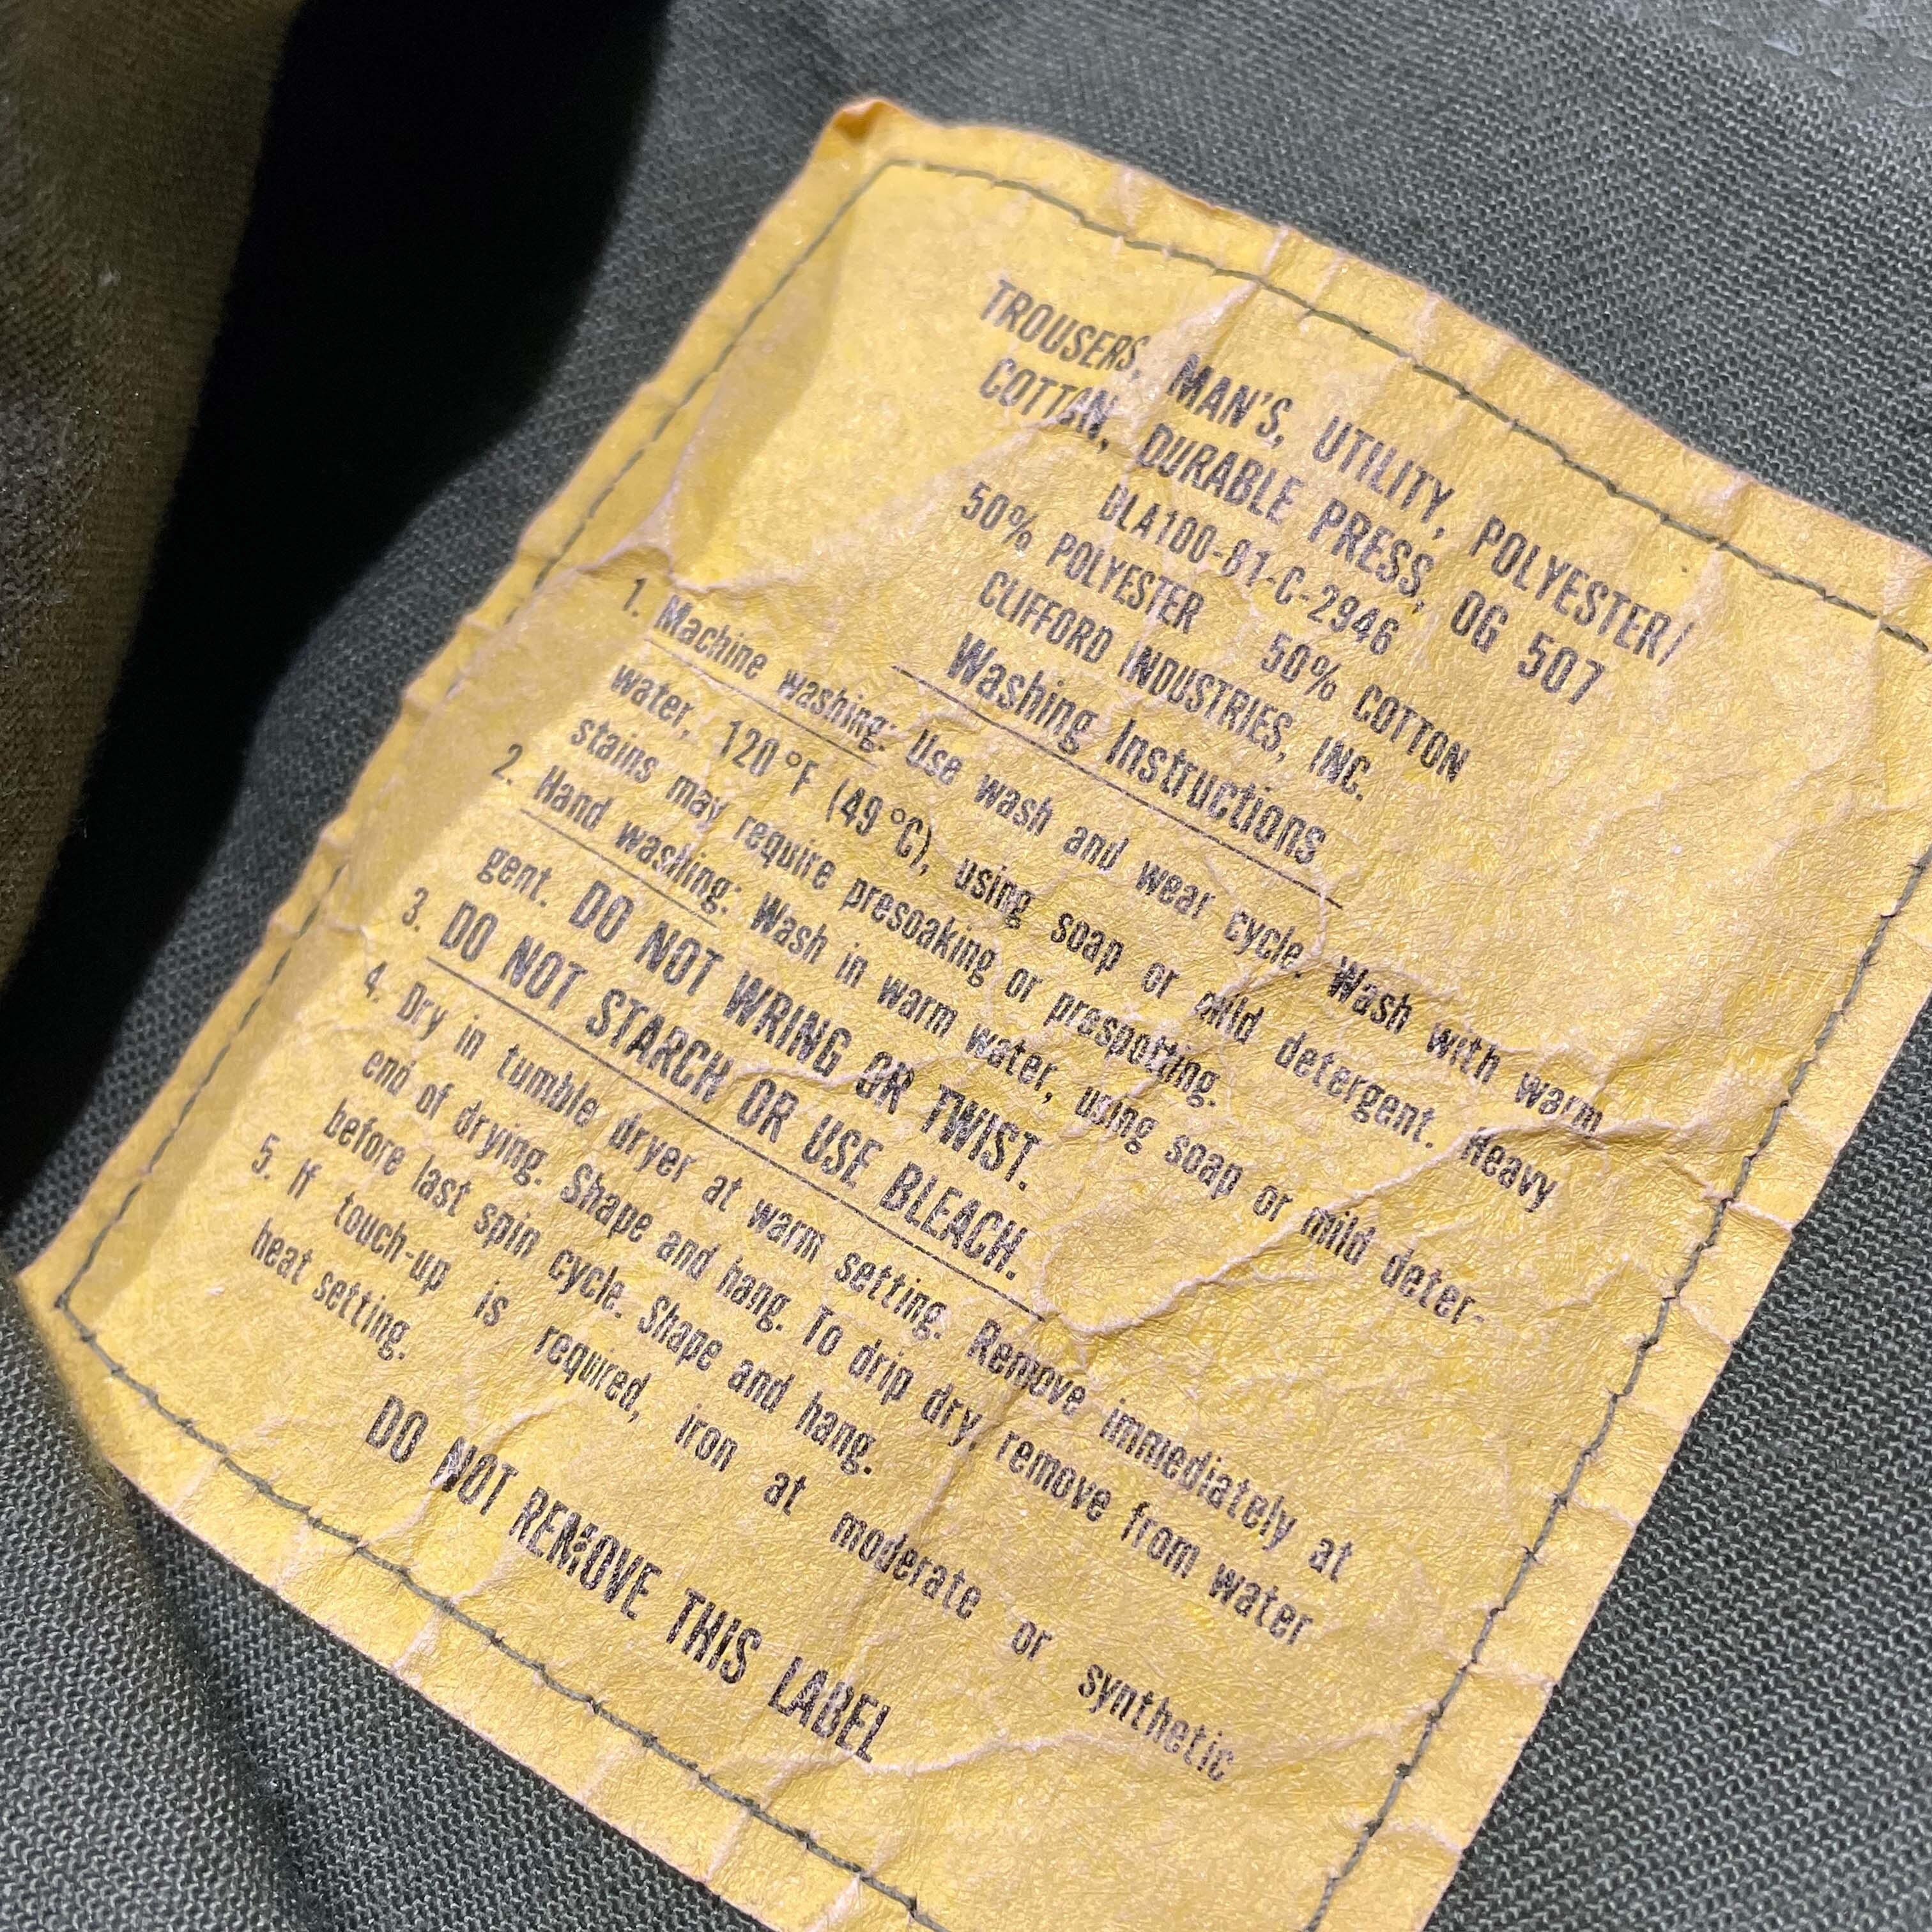 TROUSERS, MAN'S, UTILITY, POLYESTER/
COTTON, DURABLE PRESS, OG 507
DLA100-81-C-2946
50% POLYESTER 50% COTTON
CLIFFORD INDUSTRIES, INC.
Washing Instructions
1. Machine washing: Use wash and wear cycle. Wash with warm
water, 120°F (49°C), using soap or mild detergent. Heavy
stains may require presoaking or prespotting.
2. Hand washing: Wash in warm water, using soap or mild deter-
gent. DO NOT WRING OR TWIST.
3. DO NOT STARCH OR USE BLEACH.
4. Dry in tumble dryer at warm setting. Remove immediately at
end of drying. Shape and hang. To drip dry, remove from water
before last spin cycle. Shape and hang.
5. If touch-up is required, iron at moderate or synthetic
heat setting.
DO NOT REMOVE THIS LABEL